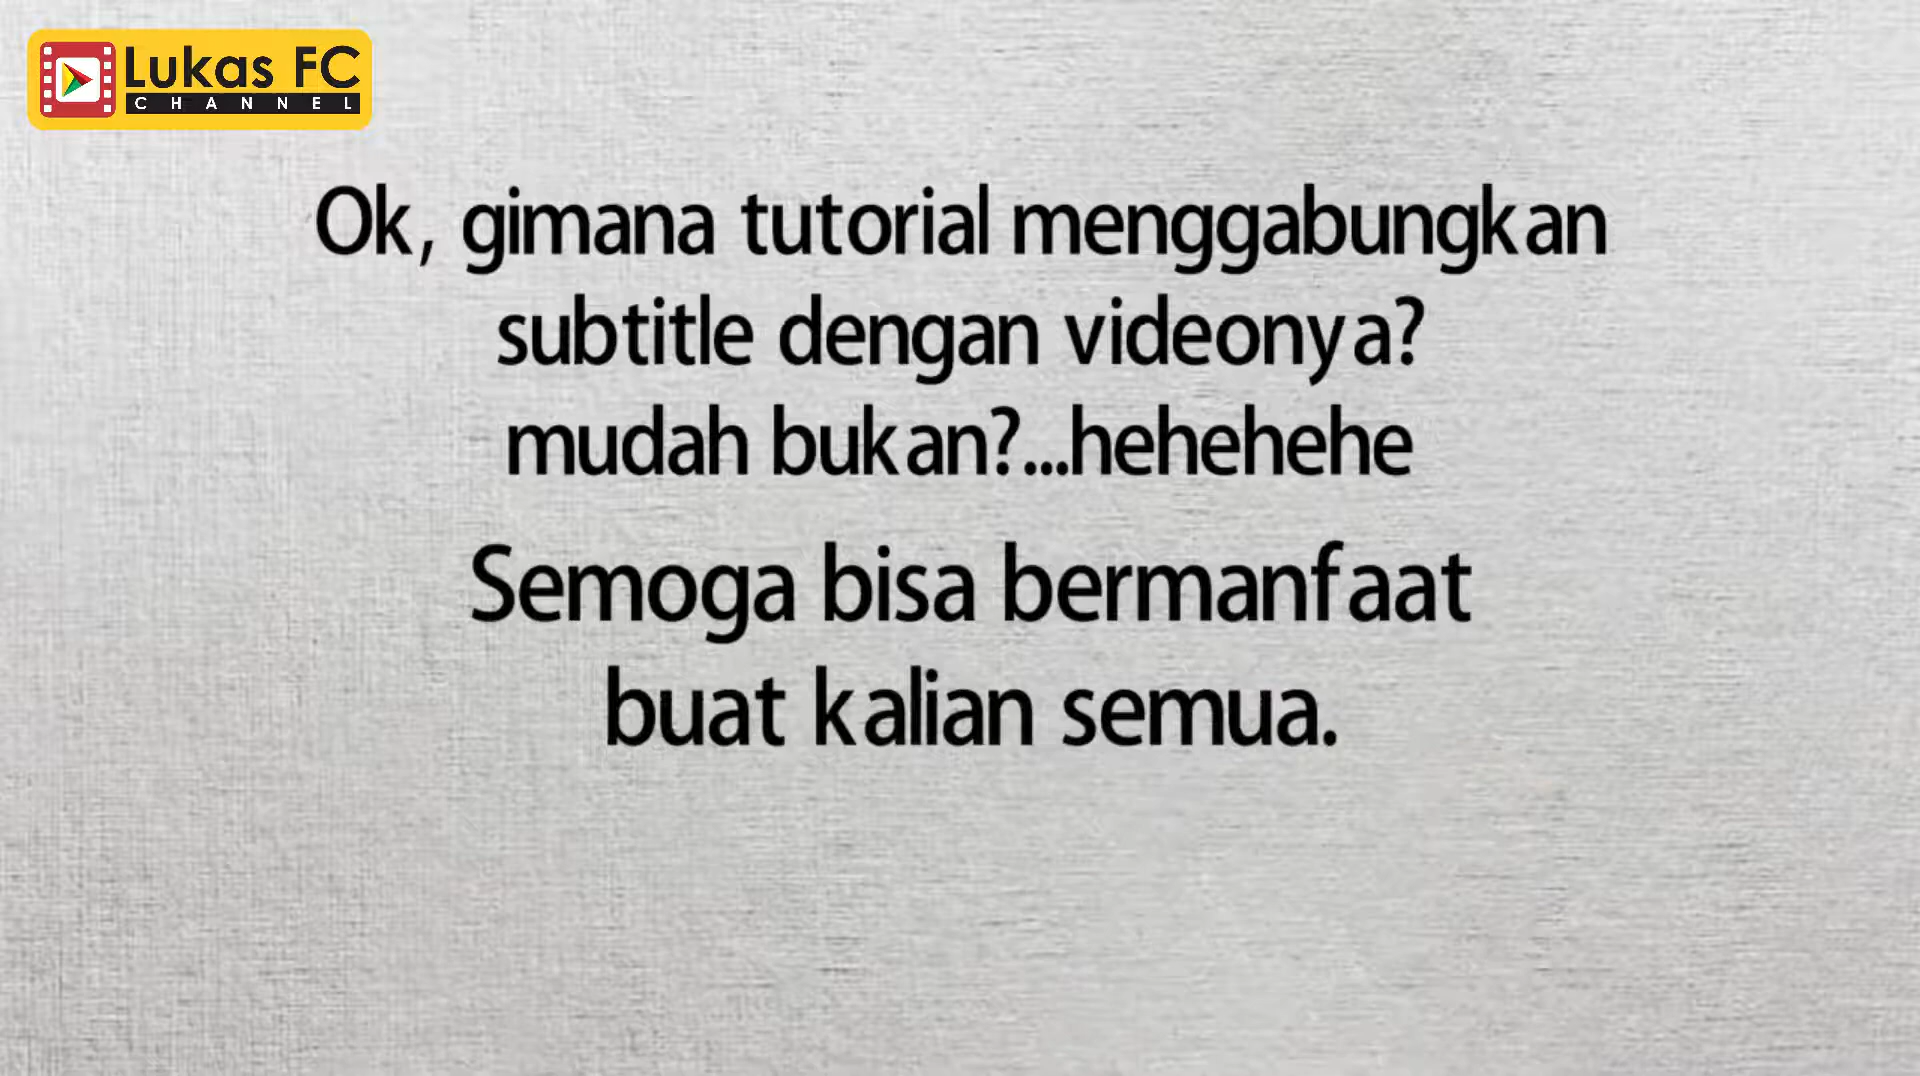 Lukas FC
CHANNEL
Ok, gimana tutorial menggabungkan
subtitle dengan videonya?
mudah bukan?...hehehehe
Semoga bisa bermanfaat
buat kalian semua.